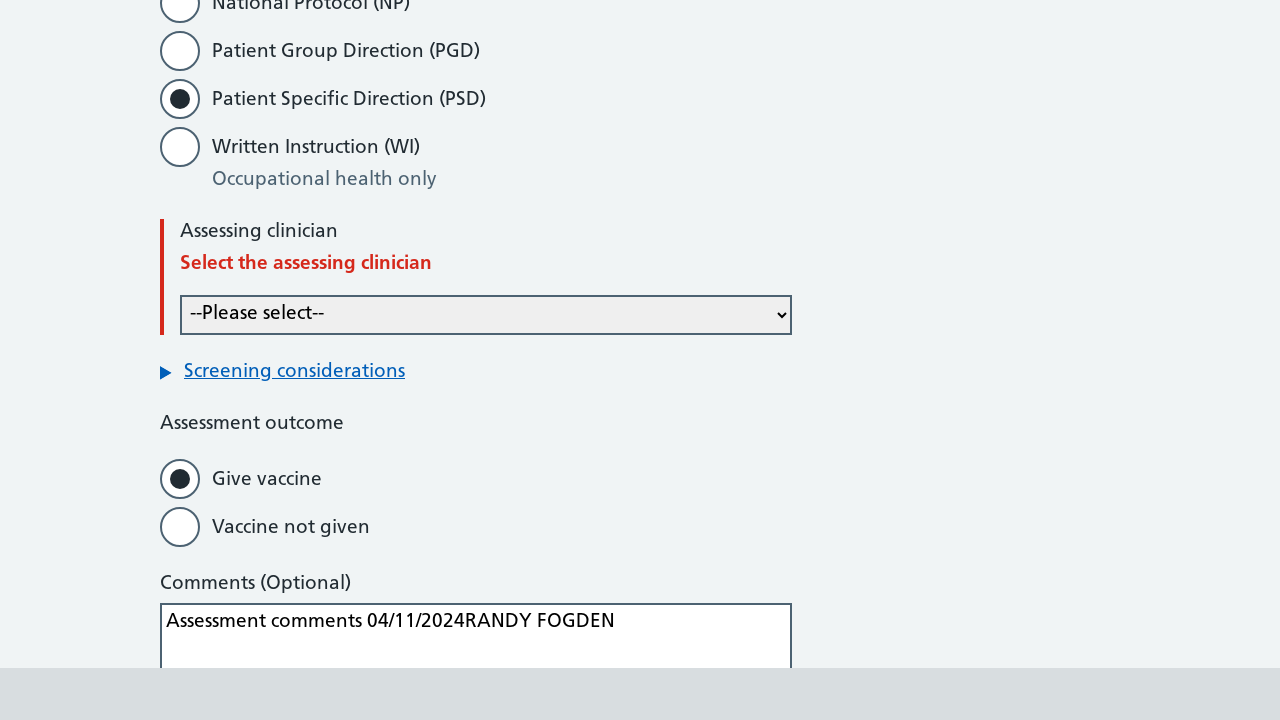 National Protocol (NP)
Patient Group Direction (PGD)
Patient Specific Direction (PSD)
Written Instruction (WI)
Occupational health only
Assessing clinician
Select the assessing clinician
--Please select--
Screening considerations
Assessment outcome
Give vaccine
Vaccine not given
Comments (Optional)
Assessment comments 04/11/2024RANDY FOGDEN